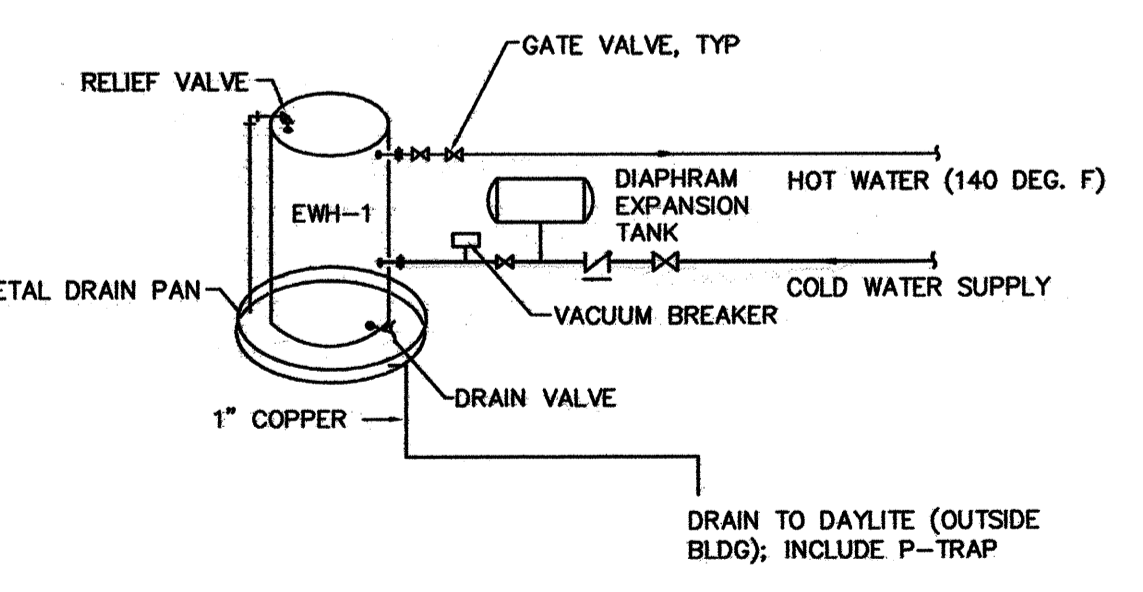 GATE VALVE, TYP
RELIEF VALVE
DIAPHRAM
EXPANSION
TANK
HOT WATER (140 DEG. F)
EWH-1
ETAL DRAIN PAN
COLD WATER SUPPLY
VACUUM BREAKER
DRAIN VALVE
1" COPPER
DRAIN TO DAYLITE (OUTSIDE
BLDG); INCLUDE P-TRAP